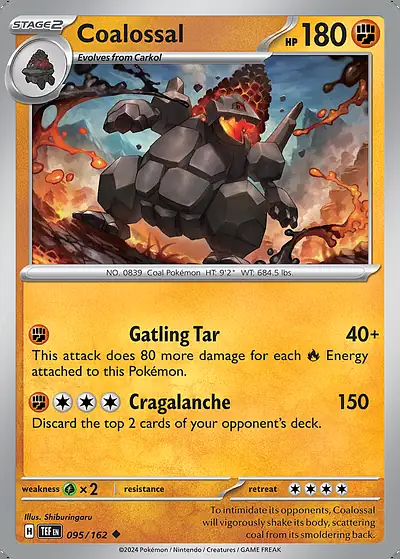 STAGE2 Coalossal HP 180
Evolves from Carkol
NO. 0839 Coal Pokémon HT: 9'2" WT: 684.5 lbs.
Gatling Tar 40+
This attack does 80 more damage for each Energy
attached to this Pokémon.
Cragalanche 150
Discard the top 2 cards of your opponent's deck.
weakness ×2 resistance retreat
Illus. Shiburingaru
H TEF EN 095/162
To intimidate its opponents, Coalossal
will vigorously shake its body, scattering
coal from its smoldering back.
©2024 Pokémon / Nintendo / Creatures / GAME FREAK